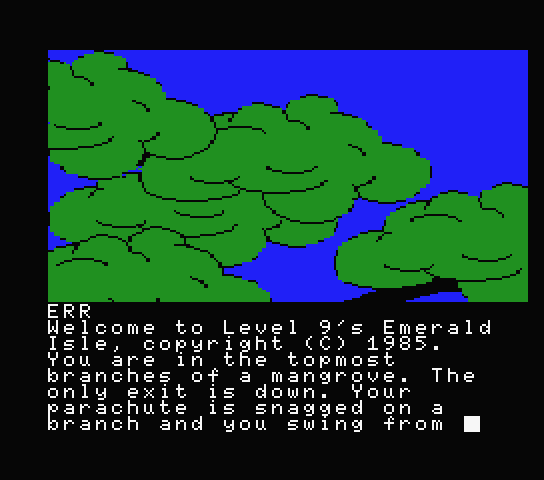 ERR
Welcome to Level 9's Emerald
Isle, copyright (C) 1985.
You are in the topmost
branches of a mangrove. The
only exit is down. Your
parachute is snagged on a
branch and you swing from